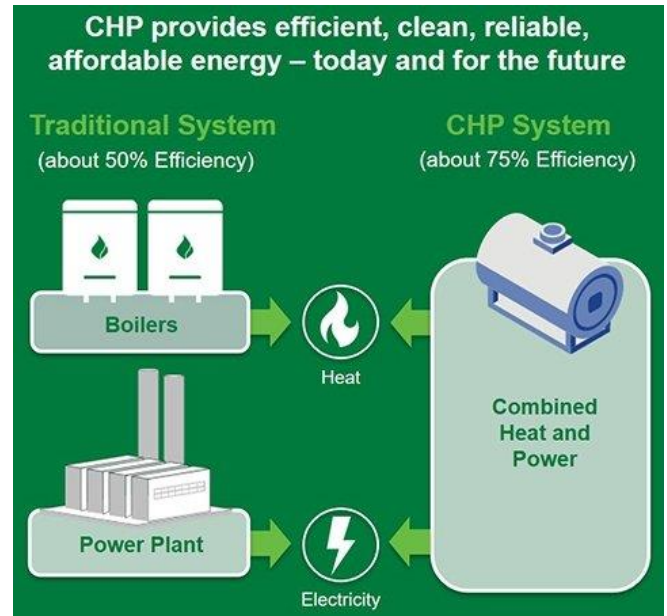 CHP provides efficient, clean, reliable,
affordable energy – today and for the future
Traditional System
(about 50% Efficiency)
CHP System
(about 75% Efficiency)
Boilers
Heat
Combined
Heat and
Power
Power Plant
Electricity